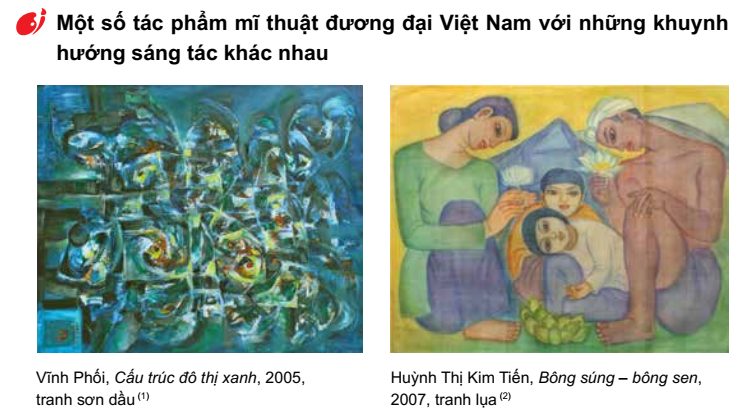 Một số tác phẩm mĩ thuật đương đại Việt Nam với những khuynh
hướng sáng tác khác nhau
Vĩnh Phối, Cấu trúc đô thị xanh, 2005,
tranh sơn dầu (1)
Huỳnh Thị Kim Tiến, Bông súng – bông sen,
2007, tranh lụa (2)